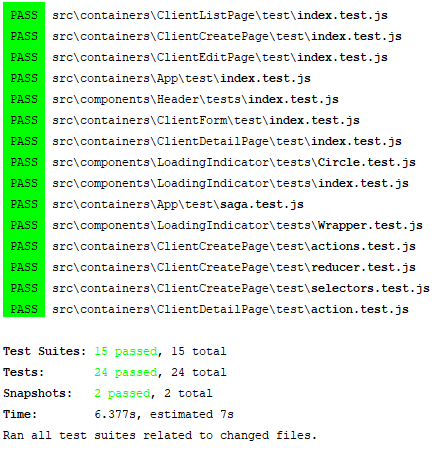 PASS src\containers\ClientListPage\test\index.test.js
PASS src\containers\ClientCreatePage\test\index.test.js
PASS src\containers\ClientEditPage\test\index.test.js
PASS src\containers\App\test\index.test.js
PASS src\components\Header\tests\index.test.js
PASS src\containers\ClientForm\test\index.test.js
PASS src\containers\ClientDetailPage\test\index.test.js
PASS src\components\LoadingIndicator\tests\Circle.test.js
PASS src\components\LoadingIndicator\tests\index.test.js
PASS src\containers\App\test\saga.test.js
PASS src\components\LoadingIndicator\tests\Wrapper.test.js
PASS src\containers\ClientCreatePage\test\actions.test.js
PASS src\containers\ClientCreatePage\test\reducer.test.js
PASS src\containers\ClientCreatePage\test\selectors.test.js
PASS src\containers\ClientDetailPage\test\action.test.js
Test Suites: 15 passed, 15 total
Tests: 24 passed, 24 total
Snapshots: 2 passed, 2 total
Time: 6.377s, estimated 7s
Ran all test suites related to changed files.